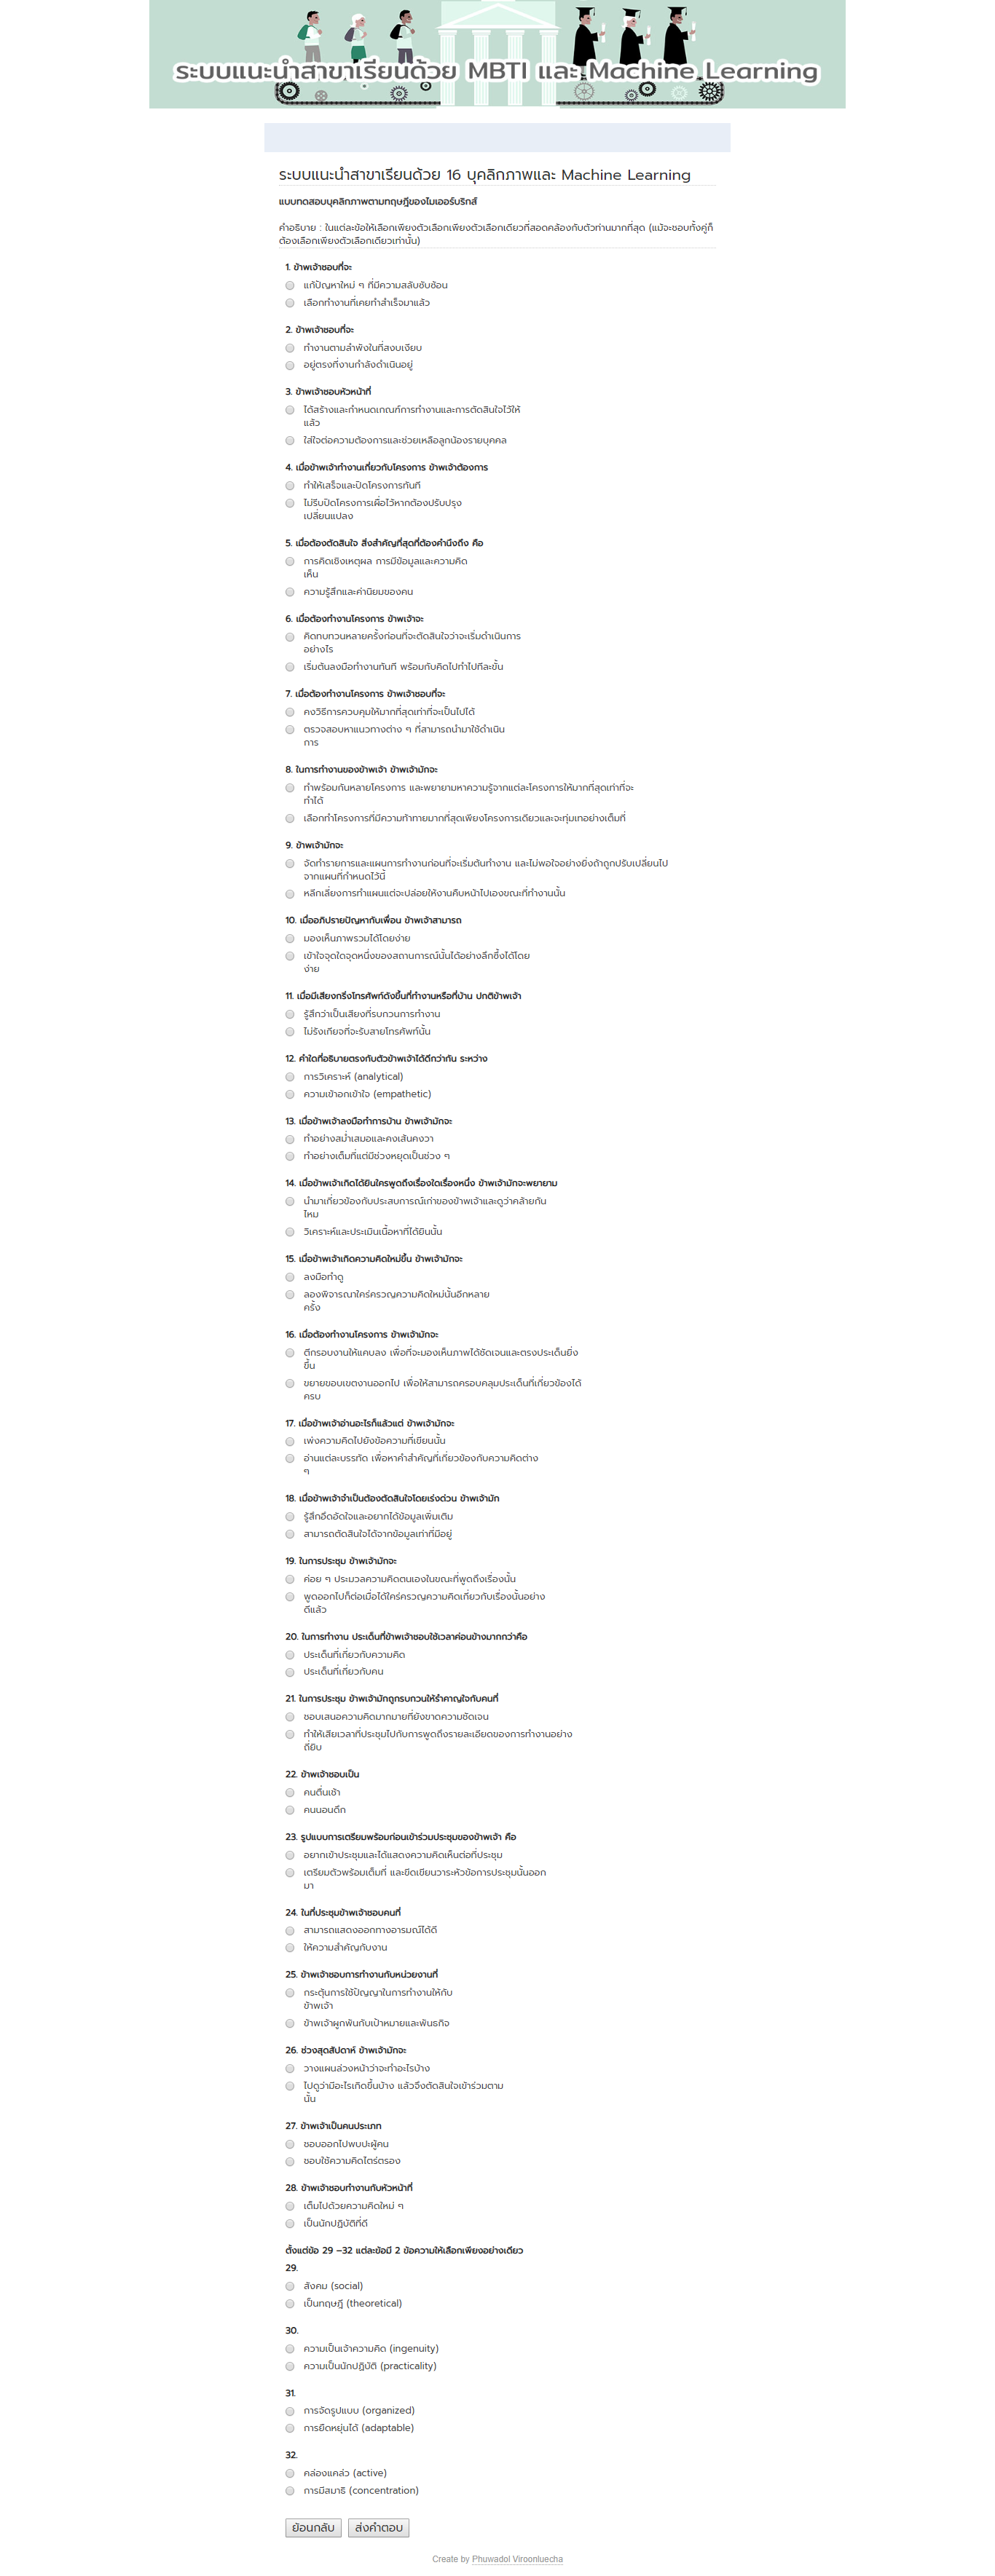 ระบบแนะนำสาขาเรียนด้วย MBTI และ Machine Learning
ระบบแนะนำสาขาเรียนด้วย 16 บุคลิกภาพและ Machine Learning
แบบทดสอบบุคลิกภาพตามทฤษฎีของไมเออร์บริกส์
คำอธิบาย : ในแต่ละข้อให้เลือกเพียงตัวเลือกเพียงตัวเลือกเดียวที่สอดคล้องกับตัวท่านมากที่สุด (แม้จะชอบทั้งคู่ก็
ต้องเลือกเพียงตัวเลือกเดียวเท่านั้น)
1. ข้าพเจ้าชอบที่จะ
แก้ปัญหาใหม่ ๆ ที่มีความสลับซับซ้อน
เลือกทำงานที่เคยทำสำเร็จมาแล้ว
2. ข้าพเจ้าชอบที่จะ
ทำงานตามลำพังในที่สงบเงียบ
อยู่ตรงที่งานกำลังดำเนินอยู่
3. ข้าพเจ้าชอบหัวหน้าที่
ได้สร้างและกำหนดเกณฑ์การทำงานและการตัดสินใจไว้ให้
แล้ว
ใส่ใจต่อความต้องการและช่วยเหลือลูกน้องรายบุคคล
4. เมื่อข้าพเจ้าทำงานเกี่ยวกับโครงการ ข้าพเจ้าต้องการ
ทำให้เสร็จและปิดโครงการทันที
ไม่รีบปิดโครงการเผื่อไว้หากต้องปรับปรุง
เปลี่ยนแปลง
5. เมื่อต้องตัดสินใจ สิ่งสำคัญที่สุดที่ต้องคำนึงถึง คือ
การคิดเชิงเหตุผล การมีข้อมูลและความคิด
เห็น
ความรู้สึกและค่านิยมของคน
6. เมื่อต้องทำงานโครงการ ข้าพเจ้าจะ
คิดทบทวนหลายครั้งก่อนที่จะตัดสินใจว่าจะเริ่มดำเนินการ
อย่างไร
เริ่มต้นลงมือทำงานทันที พร้อมกับคิดไปทำไปทีละขั้น
7. เมื่อต้องทำงานโครงการ ข้าพเจ้าชอบที่จะ
คงวิธีการควบคุมให้มากที่สุดเท่าที่จะเป็นไปได้
ตรวจสอบหาแนวทางต่าง ๆ ที่สามารถนำมาใช้ดำเนิน
การ
8. ในการทำงานของข้าพเจ้า ข้าพเจ้ามักจะ
ทำพร้อมกันหลายโครงการ และพยายามหาความรู้จากแต่ละโครงการให้มากที่สุดเท่าที่จะ
ทำได้
เลือกทำโครงการที่มีความท้าทายมากที่สุดเพียงโครงการเดียวและจะทุ่มเทอย่างเต็มที่
9. ข้าพเจ้ามักจะ
จัดทำรายการและแผนการทำงานก่อนที่จะเริ่มต้นทำงาน และไม่พอใจอย่างยิ่งถ้าถูกปรับเปลี่ยนไป
จากแผนที่กำหนดไว้นี้
หลีกเลี่ยงการทำแผนแต่จะปล่อยให้งานคืบหน้าไปเองขณะที่ทำงานนั้น
10. เมื่ออภิปรายปัญหากับเพื่อน ข้าพเจ้าสามารถ
มองเห็นภาพรวมได้โดยง่าย
เข้าใจจุดใดจุดหนึ่งของสถานการณ์นั้นได้อย่างลึกซึ้งได้โดย
ง่าย
11. เมื่อมีเสียงกริ่งโทรศัพท์ดังขึ้นที่ทำงานหรือที่บ้าน ปกติข้าพเจ้า
รู้สึกว่าเป็นเสียงที่รบกวนการทำงาน
ไม่รังเกียจที่จะรับสายโทรศัพท์นั้น
12. คำใดที่อธิบายตรงกับตัวข้าพเจ้าได้ดีกว่ากัน ระหว่าง
การวิเคราะห์ (analytical)
ความเข้าอกเข้าใจ (empathetic)
13. เมื่อข้าพเจ้าลงมือทำการบ้าน ข้าพเจ้ามักจะ
ทำอย่างสม่ำเสมอและคงเส้นคงวา
ทำอย่างเต็มที่แต่มีช่วงหยุดเป็นช่วง ๆ
14. เมื่อข้าพเจ้าเกิดได้ยินใครพูดถึงเรื่องใดเรื่องหนึ่ง ข้าพเจ้ามักจะพยายาม
นำมาเกี่ยวข้องกับประสบการณ์เก่าของข้าพเจ้าและดูว่าคล้ายกัน
ไหม
วิเคราะห์และประเมินเนื้อหาที่ได้ยินนั้น
15. เมื่อข้าพเจ้าเกิดความคิดใหม่ขึ้น ข้าพเจ้ามักจะ
ลงมือทำดู
ลองพิจารณาใคร่ครวญความคิดใหม่นั้นอีกหลาย
ครั้ง
16. เมื่อต้องทำงานโครงการ ข้าพเจ้ามักจะ
ตีกรอบงานให้แคบลง เพื่อที่จะมองเห็นภาพได้ชัดเจนและตรงประเด็นยิ่ง
ขึ้น
ขยายขอบเขตงานออกไป เพื่อให้สามารถครอบคลุมประเด็นที่เกี่ยวข้องได้
ครบ
17. เมื่อข้าพเจ้าอ่านอะไรก็แล้วแต่ ข้าพเจ้ามักจะ
เพ่งความคิดไปยังข้อความที่เขียนนั้น
อ่านแต่ละบรรทัด เพื่อหาคำสำคัญที่เกี่ยวข้องกับความคิดต่าง
ๆ
18. เมื่อข้าพเจ้าจำเป็นต้องตัดสินใจโดยเร่งด่วน ข้าพเจ้ามัก
รู้สึกอึดอัดใจและอยากได้ข้อมูลเพิ่มเติม
สามารถตัดสินใจได้จากข้อมูลเท่าที่มีอยู่
19. ในการประชุม ข้าพเจ้ามักจะ
ค่อย ๆ ประมวลความคิดตนเองในขณะที่พูดถึงเรื่องนั้น
พูดออกไปก็ต่อเมื่อได้ใคร่ครวญความคิดเกี่ยวกับเรื่องนั้นอย่าง
ดีแล้ว
20. ในการทำงาน ประเด็นที่ข้าพเจ้าชอบใช้เวลาค่อนข้างมากกว่าคือ
ประเด็นที่เกี่ยวกับความคิด
ประเด็นที่เกี่ยวกับคน
21. ในการประชุม ข้าพเจ้ามักถูกรบกวนให้รำคาญใจกับคนที่
ชอบเสนอความคิดมากมายที่ยังขาดความชัดเจน
ทำให้เสียเวลาที่ประชุมไปกับการพูดถึงรายละเอียดของการทำงานอย่าง
ถี่ยิบ
22. ข้าพเจ้าชอบเป็น
คนตื่นเช้า
คนนอนดึก
23. รูปแบบการเตรียมพร้อมก่อนเข้าร่วมประชุมของข้าพเจ้า คือ
อยากเข้าประชุมและได้แสดงความคิดเห็นต่อที่ประชุม
เตรียมตัวพร้อมเต็มที่ และขีดเขียนวาระหัวข้อการประชุมนั้นออก
มา
24. ในที่ประชุมข้าพเจ้าชอบคนที่
สามารถแสดงออกทางอารมณ์ได้ดี
ให้ความสำคัญกับงาน
25. ข้าพเจ้าชอบการทำงานกับหน่วยงานที่
กระตุ้นการใช้ปัญญาในการทำงานให้กับ
ข้าพเจ้า
ข้าพเจ้าผูกพันกับเป้าหมายและพันธกิจ
26. ช่วงสุดสัปดาห์ ข้าพเจ้ามักจะ
วางแผนล่วงหน้าว่าจะทำอะไรบ้าง
ไปดูว่ามีอะไรเกิดขึ้นบ้าง แล้วจึงตัดสินใจเข้าร่วมตาม
นั้น
27. ข้าพเจ้าเป็นคนประเภท
ชอบออกไปพบปะผู้คน
ชอบใช้ความคิดไตร่ตรอง
28. ข้าพเจ้าชอบทำงานกับหัวหน้าที่
เต็มไปด้วยความคิดใหม่ ๆ
เป็นนักปฏิบัติที่ดี
ตั้งแต่ข้อ 29 –32 แต่ละข้อมี 2 ข้อความให้เลือกเพียงอย่างเดียว
29.
สังคม (social)
เป็นทฤษฎี (theoretical)
30.
ความเป็นเจ้าความคิด (ingenuity)
ความเป็นนักปฏิบัติ (practicality)
31.
การจัดรูปแบบ (organized)
การยืดหยุ่นได้ (adaptable)
32.
คล่องแคล่ว (active)
การมีสมาธิ (concentration)
ย้อนกลับ ส่งคำตอบ
Create by Phuwadol Viroonluecha